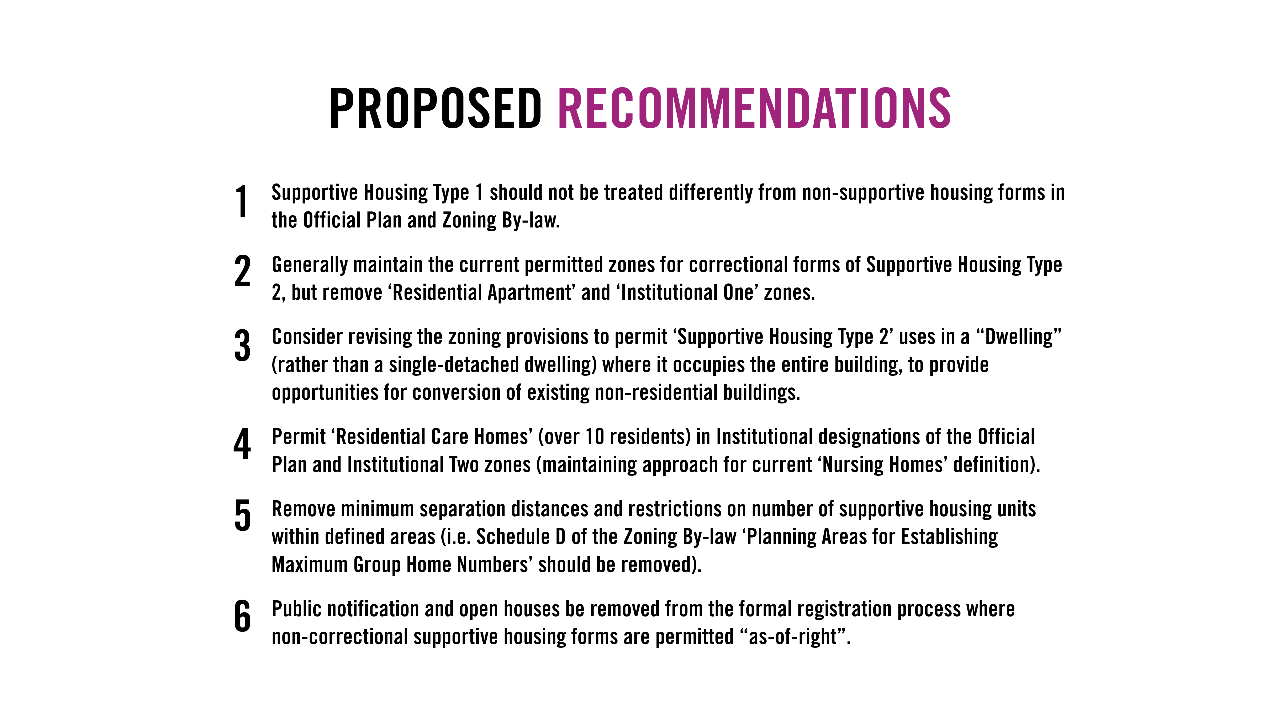 PROPOSED RECOMMENDATIONS
1 Supportive Housing Type 1 should not be treated differently from non-supportive housing forms in
the Official Plan and Zoning By-law.
2 Generally maintain the current permitted zones for correctional forms of Supportive Housing Type
2, but remove ‘Residential Apartment’ and ‘Institutional One’ zones.
3 Consider revising the zoning provisions to permit ‘Supportive Housing Type 2’ uses in a “Dwelling”
(rather than a single-detached dwelling) where it occupies the entire building, to provide
opportunities for conversion of existing non-residential buildings.
4 Permit ‘Residential Care Homes’ (over 10 residents) in Institutional designations of the Official
Plan and Institutional Two zones (maintaining approach for current ‘Nursing Homes’ definition).
5 Remove minimum separation distances and restrictions on number of supportive housing units
within defined areas (i.e. Schedule D of the Zoning By-law ‘Planning Areas for Establishing
Maximum Group Home Numbers’ should be removed).
6 Public notification and open houses be removed from the formal registration process where
non-correctional supportive housing forms are permitted “as-of-right”.